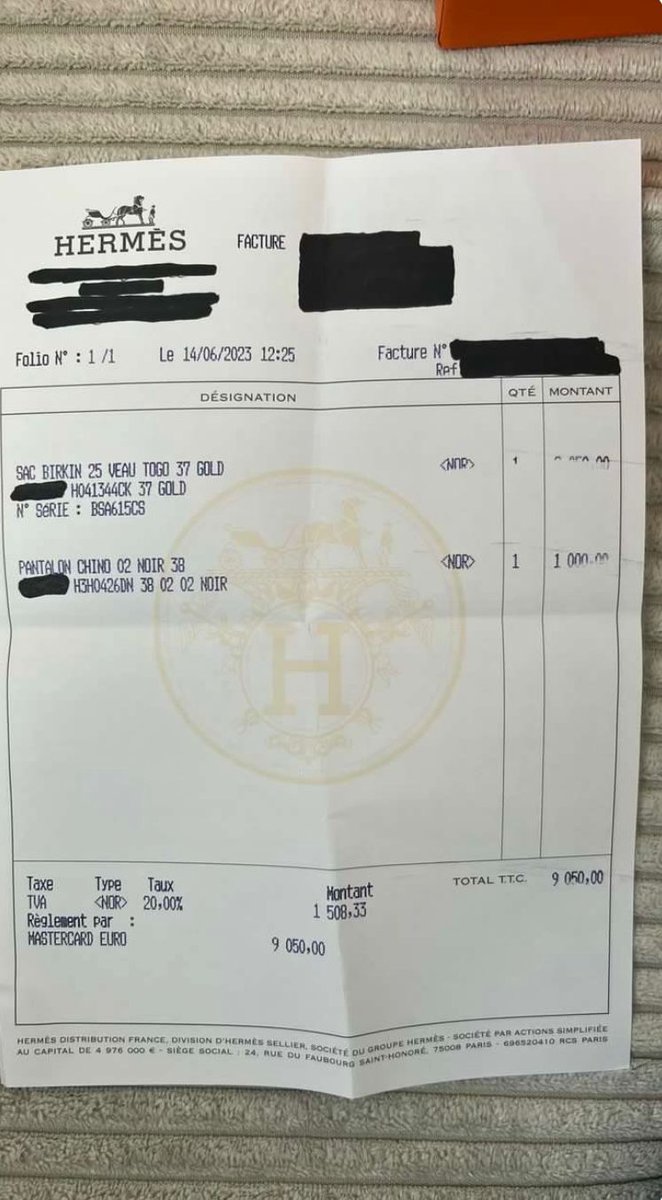 HERMÈS
FACTURE
Folio N° : 1 /1 Le 14/06/2023 12:25 Facture N°
Ref
DÉSIGNATION QTÉ MONTANT
SAC BIRKIN 25 VEAU TOGO 37 GOLD <NOR> 1
H041344CK 37 GOLD
N° SéRIE : BSA615CS
PANTALON CHINO 02 NOIR 38 <NOR> 1 1 000,00
H3H0426DN 38 02 02 NOIR
H
Taxe Type Taux Montant TOTAL T.T.C. 9 050,00
TVA <NOR> 20,00% 1 508,33
Règlement par :
MASTERCARD EURO 9 050,00
HERMÈS DISTRIBUTION FRANCE, DIVISION D'HERMÈS SELLIER, SOCIÉTÉ DU GROUPE HERMÈS - SOCIÉTÉ PAR ACTIONS SIMPLIFIÉE
AU CAPITAL DE 4 976 000 € - SIÈGE SOCIAL : 24, RUE DU FAUBOURG SAINT-HONORÉ, 75008 PARIS - 696520410 RCS PARIS